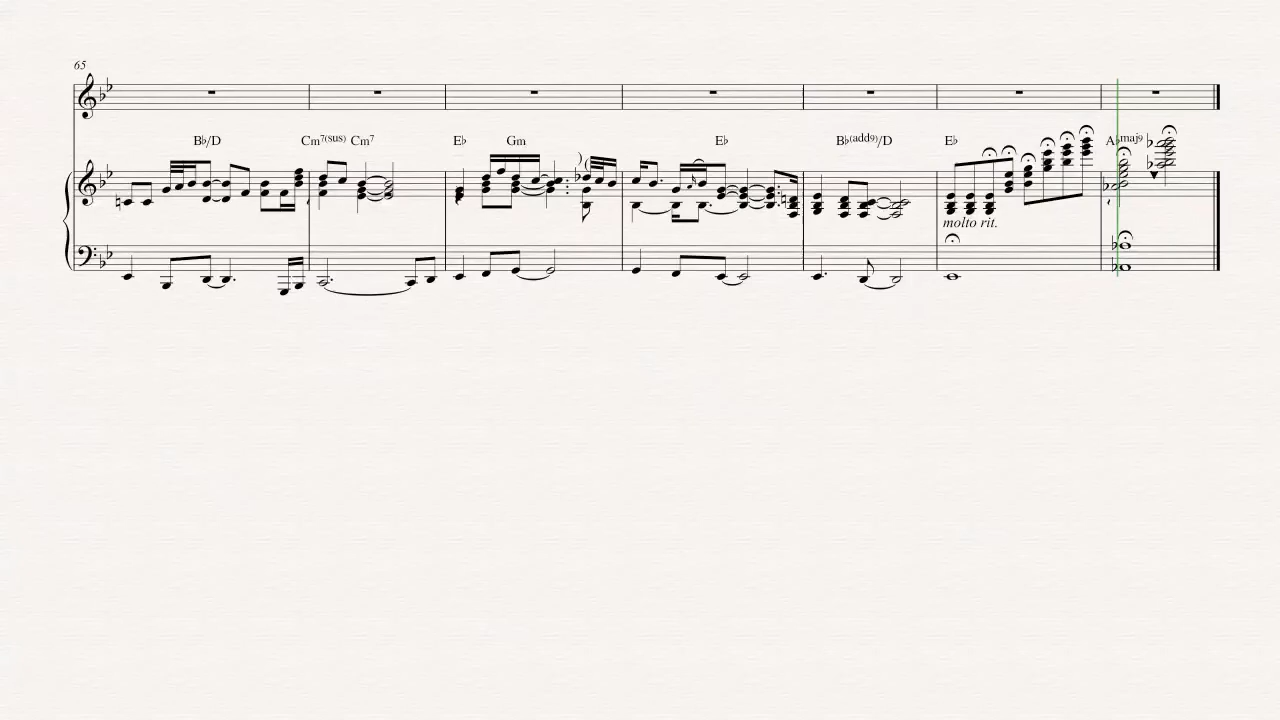 65
B♭/D Cm7(sus) Cm7 E♭ Gm E♭ B♭(add9)/D E♭ A♭maj9
molto rit.